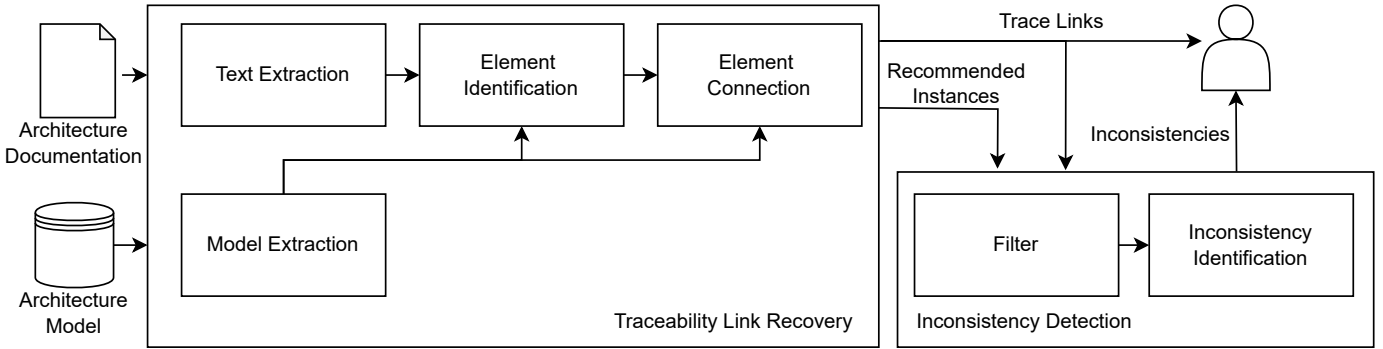 Architecture
Documentation
Architecture
Model
Text Extraction
Element
Identification
Element
Connection
Model Extraction
Traceability Link Recovery
Trace Links
Recommended
Instances
Inconsistencies
Filter
Inconsistency
Identification
Inconsistency Detection